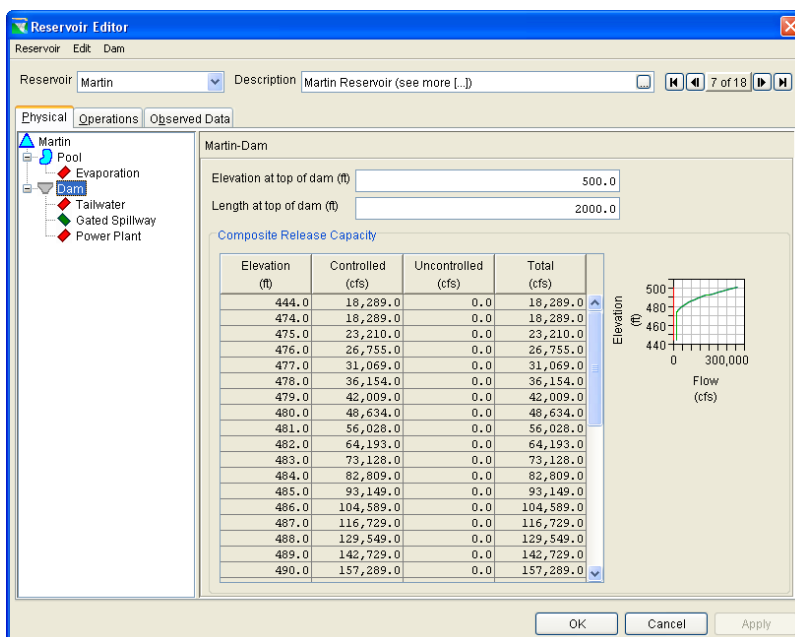 Reservoir Editor
Reservoir Edit Dam
Reservoir Martin Description Martin Reservoir (see more [...]) ... 7 of 18
Physical Operations Observed Data
Martin
Pool
Evaporation
Dam
Tailwater
Gated Spillway
Power Plant
Martin-Dam
Elevation at top of dam (ft) 500.0
Length at top of dam (ft) 2000.0
Composite Release Capacity
Elevation (ft) Controlled (cfs) Uncontrolled (cfs) Total (cfs)
444.0 18,289.0 0.0 18,289.0
474.0 18,289.0 0.0 18,289.0
475.0 23,210.0 0.0 23,210.0
476.0 26,755.0 0.0 26,755.0
477.0 31,069.0 0.0 31,069.0
478.0 36,154.0 0.0 36,154.0
479.0 42,009.0 0.0 42,009.0
480.0 48,634.0 0.0 48,634.0
481.0 56,028.0 0.0 56,028.0
482.0 64,193.0 0.0 64,193.0
483.0 73,128.0 0.0 73,128.0
484.0 82,809.0 0.0 82,809.0
485.0 93,149.0 0.0 93,149.0
486.0 104,589.0 0.0 104,589.0
487.0 116,729.0 0.0 116,729.0
488.0 129,549.0 0.0 129,549.0
489.0 142,729.0 0.0 142,729.0
490.0 157,289.0 0.0 157,289.0
Elevation
(ft)
500
480
460
440
0 300,000
Flow
(cfs)
OK Cancel Apply